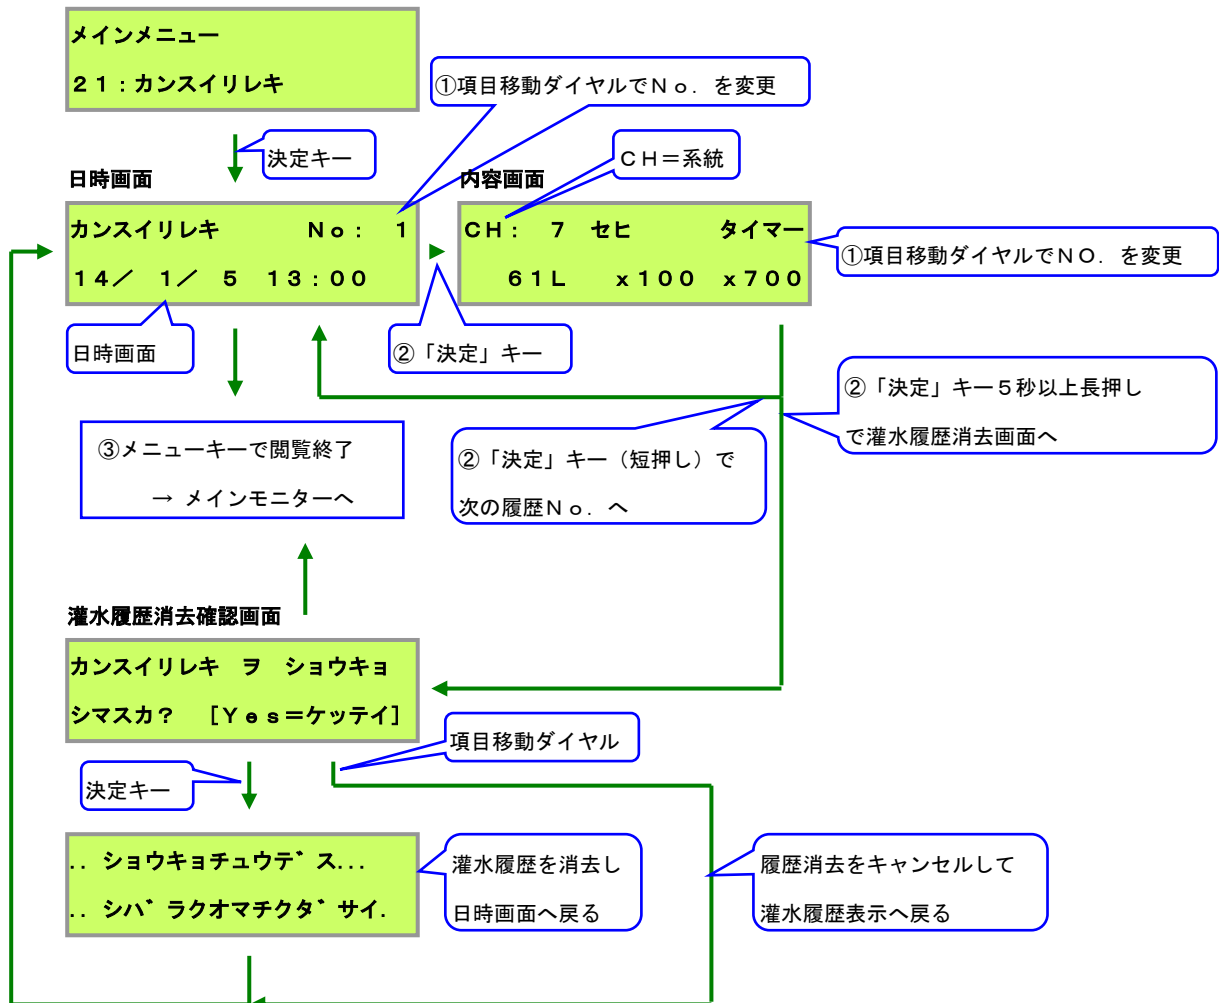 メインメニュー
２１：カンスイリレキ
①項目移動ダイヤルでＮｏ．を変更
決定キー
ＣＨ＝系統
日時画面
内容画面
カンスイリレキ　　　　Ｎｏ：　１
１４／　１／　５　１３：００
ＣＨ：　７　セヒ　　　　タイマー
６１Ｌ　　ｘ１００　ｘ７００
①項目移動ダイヤルでＮＯ．を変更
日時画面
②「決定」キー
②「決定」キー５秒以上長押し
で灌水履歴消去画面へ
③メニューキーで閲覧終了
→ メインモニターへ
②「決定」キー（短押し）で
次の履歴Ｎｏ．へ
灌水履歴消去確認画面
カンスイリレキ　ヲ　ショウキョ
シマスカ？　［Ｙｅｓ＝ケッテイ］
項目移動ダイヤル
決定キー
．．ショウキョチュウデス．．．
．．シバラクオマチクダサイ．
灌水履歴を消去し
日時画面へ戻る
履歴消去をキャンセルして
灌水履歴表示へ戻る